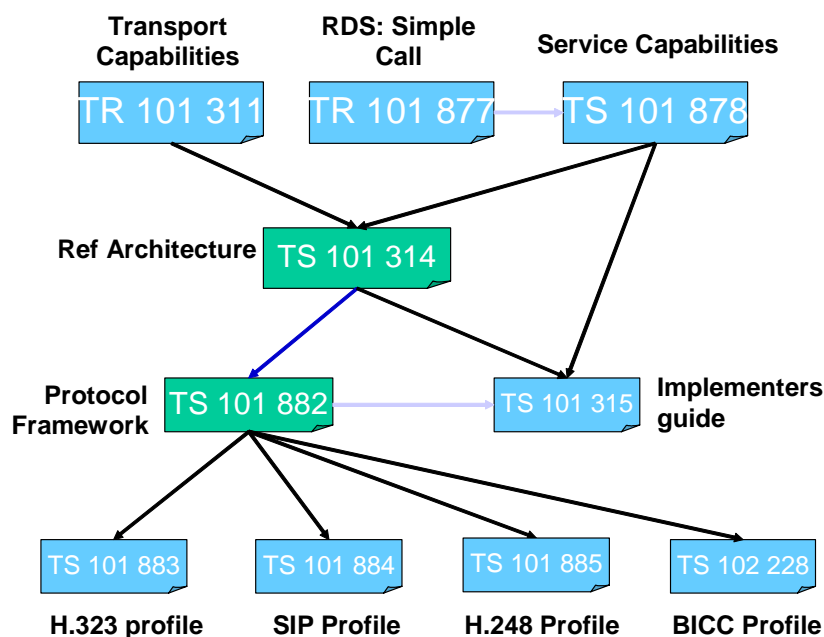 Transport
Capabilities
RDS: Simple
Call
Service Capabilities
TR 101 311
TR 101 877
TS 101 878
Ref Architecture
TS 101 314
Protocol
Framework
TS 101 882
TS 101 315
Implementers
guide
TS 101 883
TS 101 884
TS 101 885
TS 102 228
H.323 profile
SIP Profile
H.248 Profile
BICC Profile